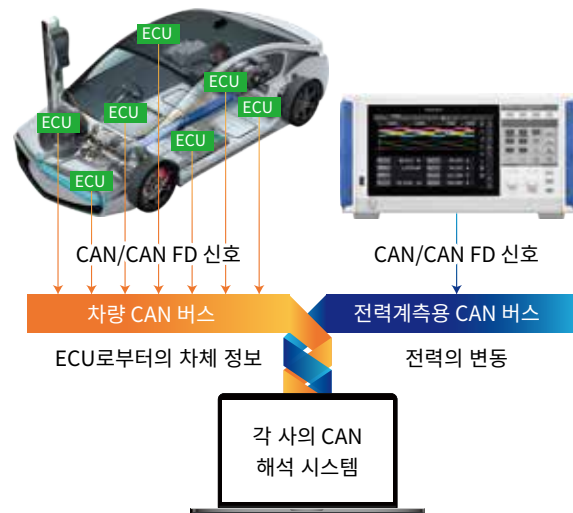 ECU
ECU
ECU
ECU
ECU
ECU
ECU
CAN/CAN FD 신호
CAN/CAN FD 신호
차량 CAN 버스
전력계측용 CAN 버스
ECU로부터의 차체 정보
전력의 변동
각 사의 CAN
해석 시스템